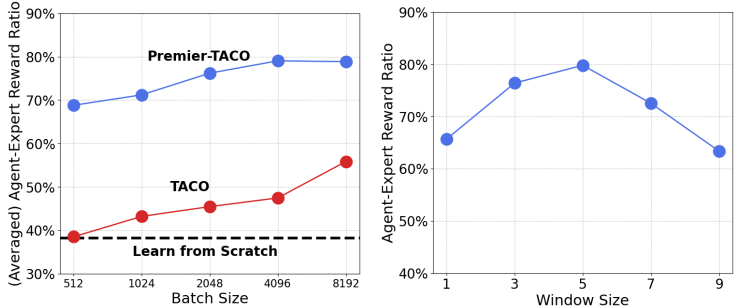 (Averaged) Agent-Expert Reward Ratio
90%
80%
70%
60%
50%
40%
30%
Premier-TACO
TACO
Learn from Scratch
512 1024 2048 4096 8192
Batch Size
Agent-Expert Reward Ratio
90%
80%
70%
60%
50%
40%
1 3 5 7 9
Window Size